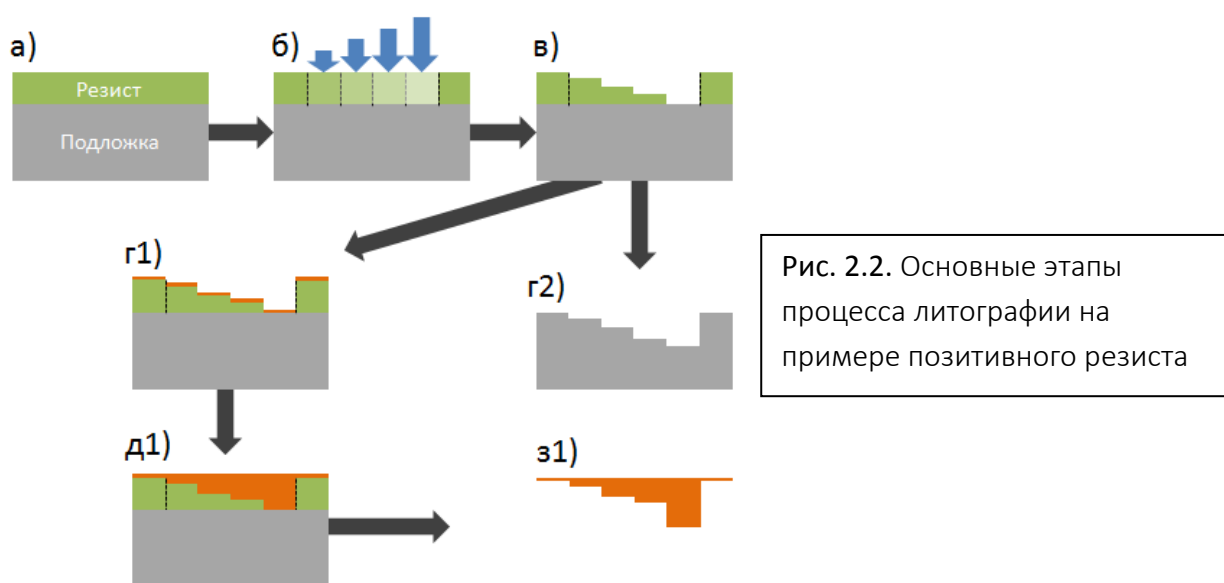 а)
б)
в)
Резист
Подложка
г1)
г2)
Рис. 2.2. Основные этапы
процесса литографии на
примере позитивного резиста
д1)
з1)